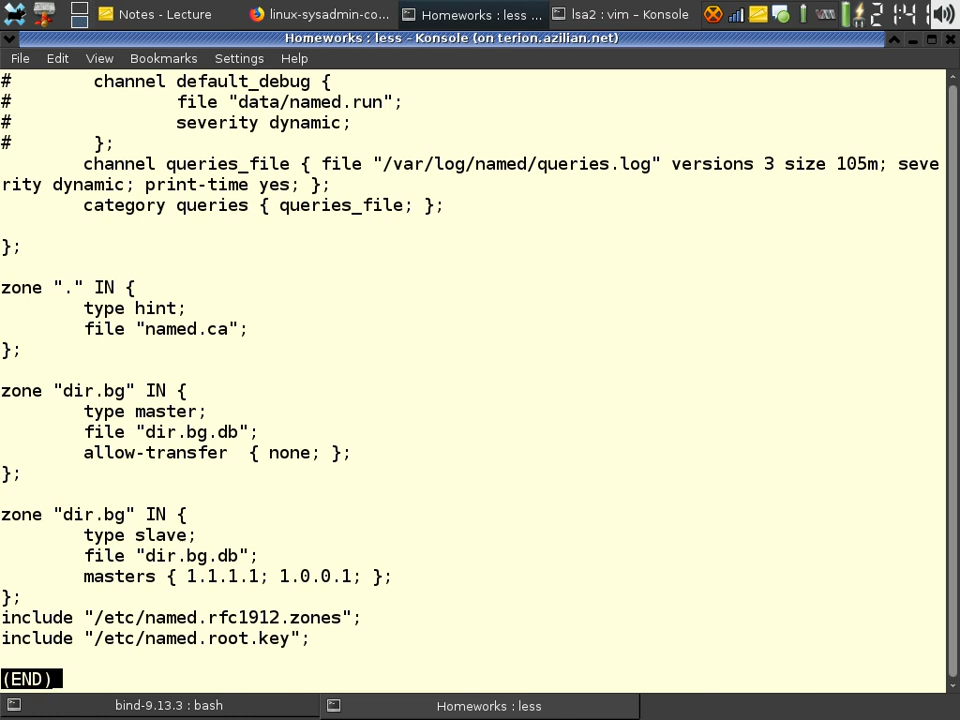 Notes - Lecture
linux-sysadmin-co...
Homeworks : less ...
lsa2 : vim – Konsole
2 1:41
Homeworks : less – Konsole (on terion.azilian.net)
File Edit View Bookmarks Settings Help
#        channel default_debug {
#                file "data/named.run";
#                severity dynamic;
#        };
        channel queries_file { file "/var/log/named/queries.log" versions 3 size 105m; seve
rity dynamic; print-time yes; };
        category queries { queries_file; };
};
zone "." IN {
        type hint;
        file "named.ca";
};
zone "dir.bg" IN {
        type master;
        file "dir.bg.db";
        allow-transfer  { none; };
};
zone "dir.bg" IN {
        type slave;
        file "dir.bg.db";
        masters { 1.1.1.1; 1.0.0.1; };
};
include "/etc/named.rfc1912.zones";
include "/etc/named.root.key";
(END)
bind-9.13.3 : bash
Homeworks : less